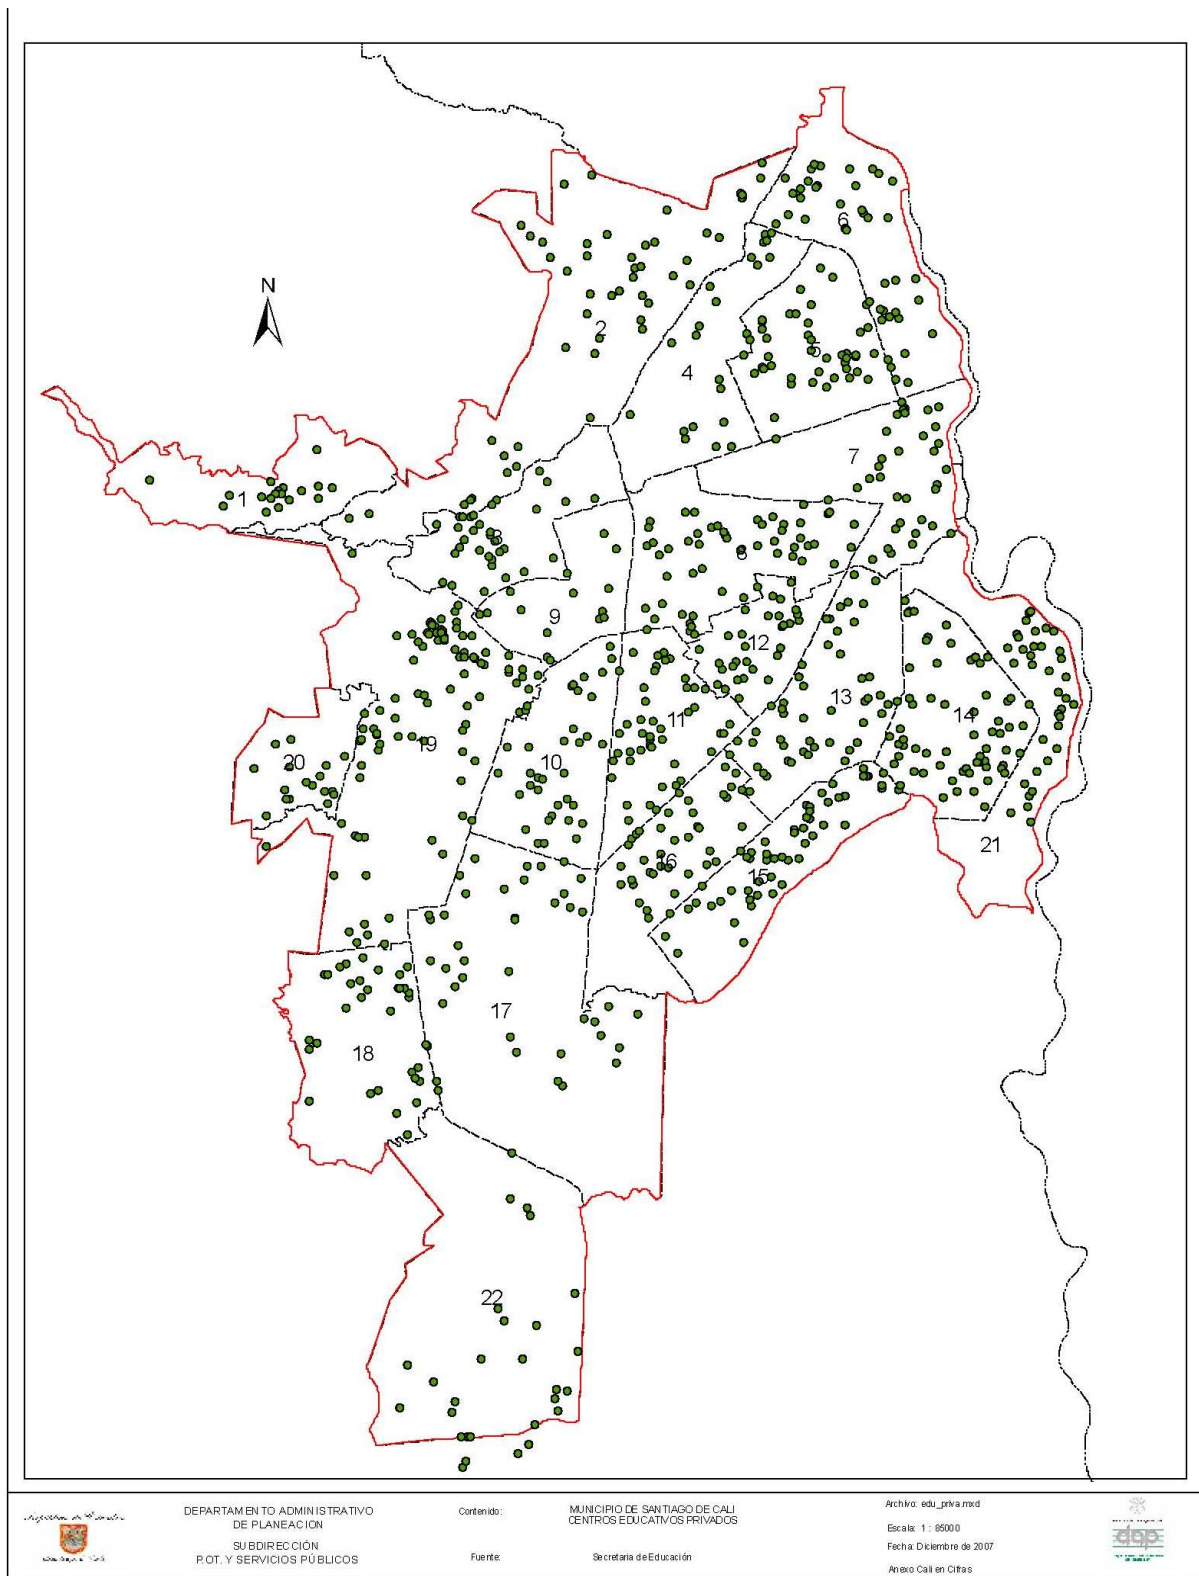 N
6
2
5
4
7
1
3
8
9
12
13
14
11
19
10
20
21
16
15
17
18
22
DEPARTAMENTO ADMINISTRATIVO
DE PLANEACION
SUBDIRECCIÓN
P.O.T. Y SERVICIOS PÚBLICOS
Contenido:
MUNICIPIO DE SANTIAGO DE CALI
CENTROS EDUCATIVOS PRIVADOS
Fuente:
Secretaria de Educación
Archivo: edu_priva.mxd
Escala: 1 : 85000
Fecha: Diciembre de 2007
Anexo Cali en Cifras
dap